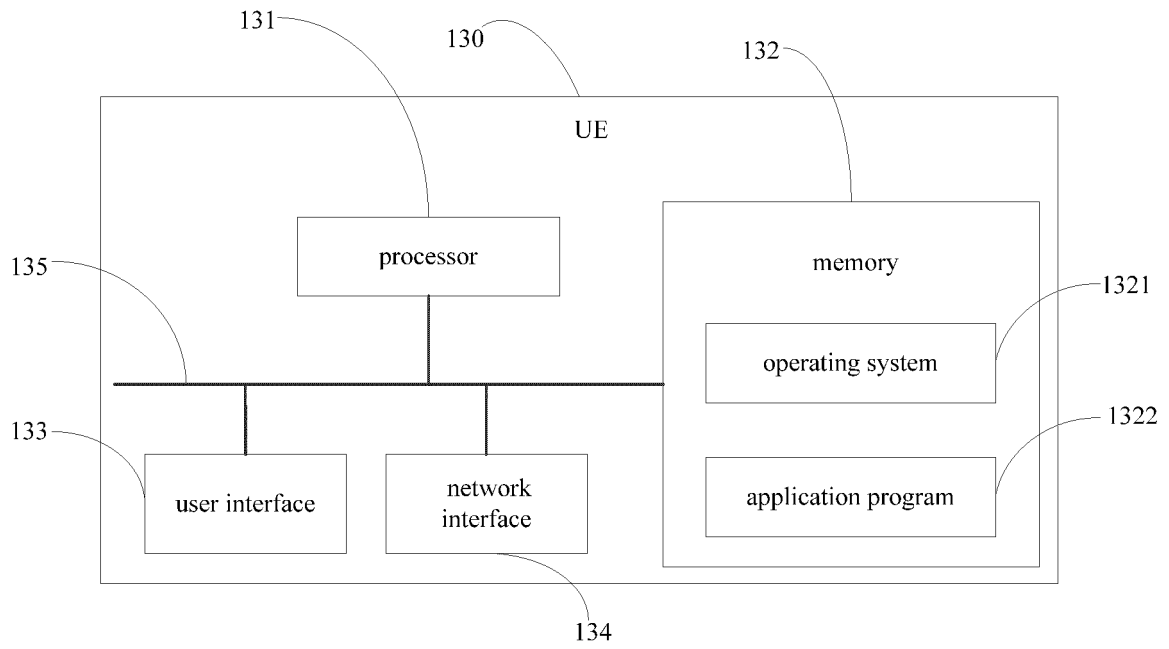 131
130
132
UE
processor
memory
135
1321
operating system
133
1322
user interface
network
interface
application program
134